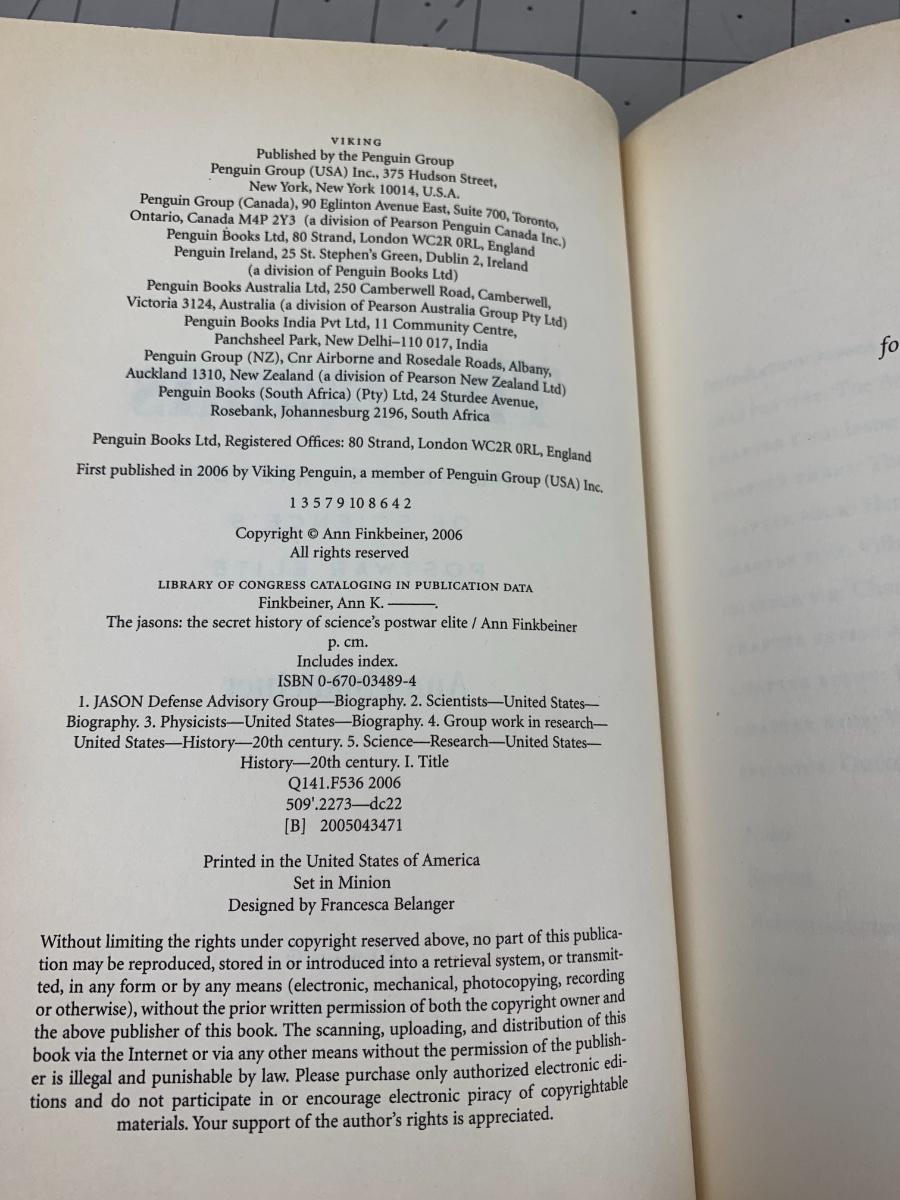 VIKING
Published by the Penguin Group
Penguin Group (USA) Inc., 375 Hudson Street,
New York, New York 10014, U.S.A.
Penguin Group (Canada), 90 Eglinton Avenue East, Suite 700, Toronto,
Ontario, Canada M4P 2Y3 (a division of Pearson Penguin Canada Inc.)
Penguin Books Ltd, 80 Strand, London WC2R 0RL, England
Penguin Ireland, 25 St. Stephen's Green, Dublin 2, Ireland
(a division of Penguin Books Ltd)
Penguin Books Australia Ltd, 250 Camberwell Road, Camberwell,
Victoria 3124, Australia (a division of Pearson Australia Group Pty Ltd)
Penguin Books India Pvt Ltd, 11 Community Centre,
Panchsheel Park, New Delhi–110 017, India
Penguin Group (NZ), Cnr Airborne and Rosedale Roads, Albany,
Auckland 1310, New Zealand (a division of Pearson New Zealand Ltd)
Penguin Books (South Africa) (Pty) Ltd, 24 Sturdee Avenue,
Rosebank, Johannesburg 2196, South Africa
Penguin Books Ltd, Registered Offices: 80 Strand, London WC2R 0RL, England
First published in 2006 by Viking Penguin, a member of Penguin Group (USA) Inc.
1 3 5 7 9 10 8 6 4 2
Copyright © Ann Finkbeiner, 2006
All rights reserved
LIBRARY OF CONGRESS CATALOGING IN PUBLICATION DATA
Finkbeiner, Ann K. ———.
The jasons: the secret history of science's postwar elite / Ann Finkbeiner
p. cm.
Includes index.
ISBN 0-670-03489-4
1. JASON Defense Advisory Group—Biography. 2. Scientists—United States—
Biography. 3. Physicists—United States—Biography. 4. Group work in research—
United States—History—20th century. 5. Science—Research—United States—
History—20th century. I. Title
Q141.F536 2006
509'.2273—dc22
[B] 2005043471
Printed in the United States of America
Set in Minion
Designed by Francesca Belanger
Without limiting the rights under copyright reserved above, no part of this publica-
tion may be reproduced, stored in or introduced into a retrieval system, or transmit-
ted, in any form or by any means (electronic, mechanical, photocopying, recording
or otherwise), without the prior written permission of both the copyright owner and
the above publisher of this book. The scanning, uploading, and distribution of this
book via the Internet or via any other means without the permission of the publish-
er is illegal and punishable by law. Please purchase only authorized electronic edi-
tions and do not participate in or encourage electronic piracy of copyrightable
materials. Your support of the author's rights is appreciated.
fo